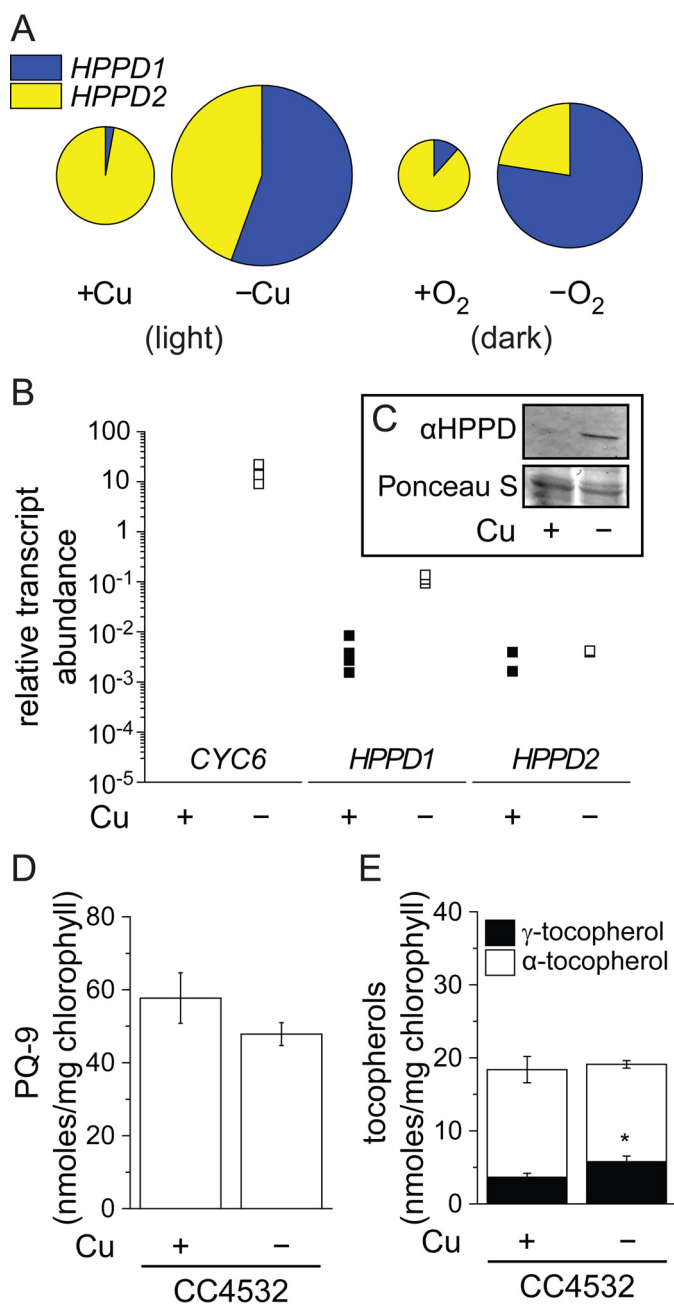 A
HPPD1
HPPD2
+Cu
−Cu
+O2
−O2
(light)
(dark)
B
relative transcript
abundance
100
10
1
10-1
10-2
10-3
10-4
10-5
CYC6
HPPD1
HPPD2
Cu + − + − + −
C
αHPPD
Ponceau S
Cu + −
D
PQ-9
(nmoles/mg chlorophyll)
80
60
40
20
0
Cu + −
CC4532
E
tocopherols
(nmoles/mg chlorophyll)
40
30
20
10
0
γ-tocopherol
α-tocopherol
*
Cu + −
CC4532